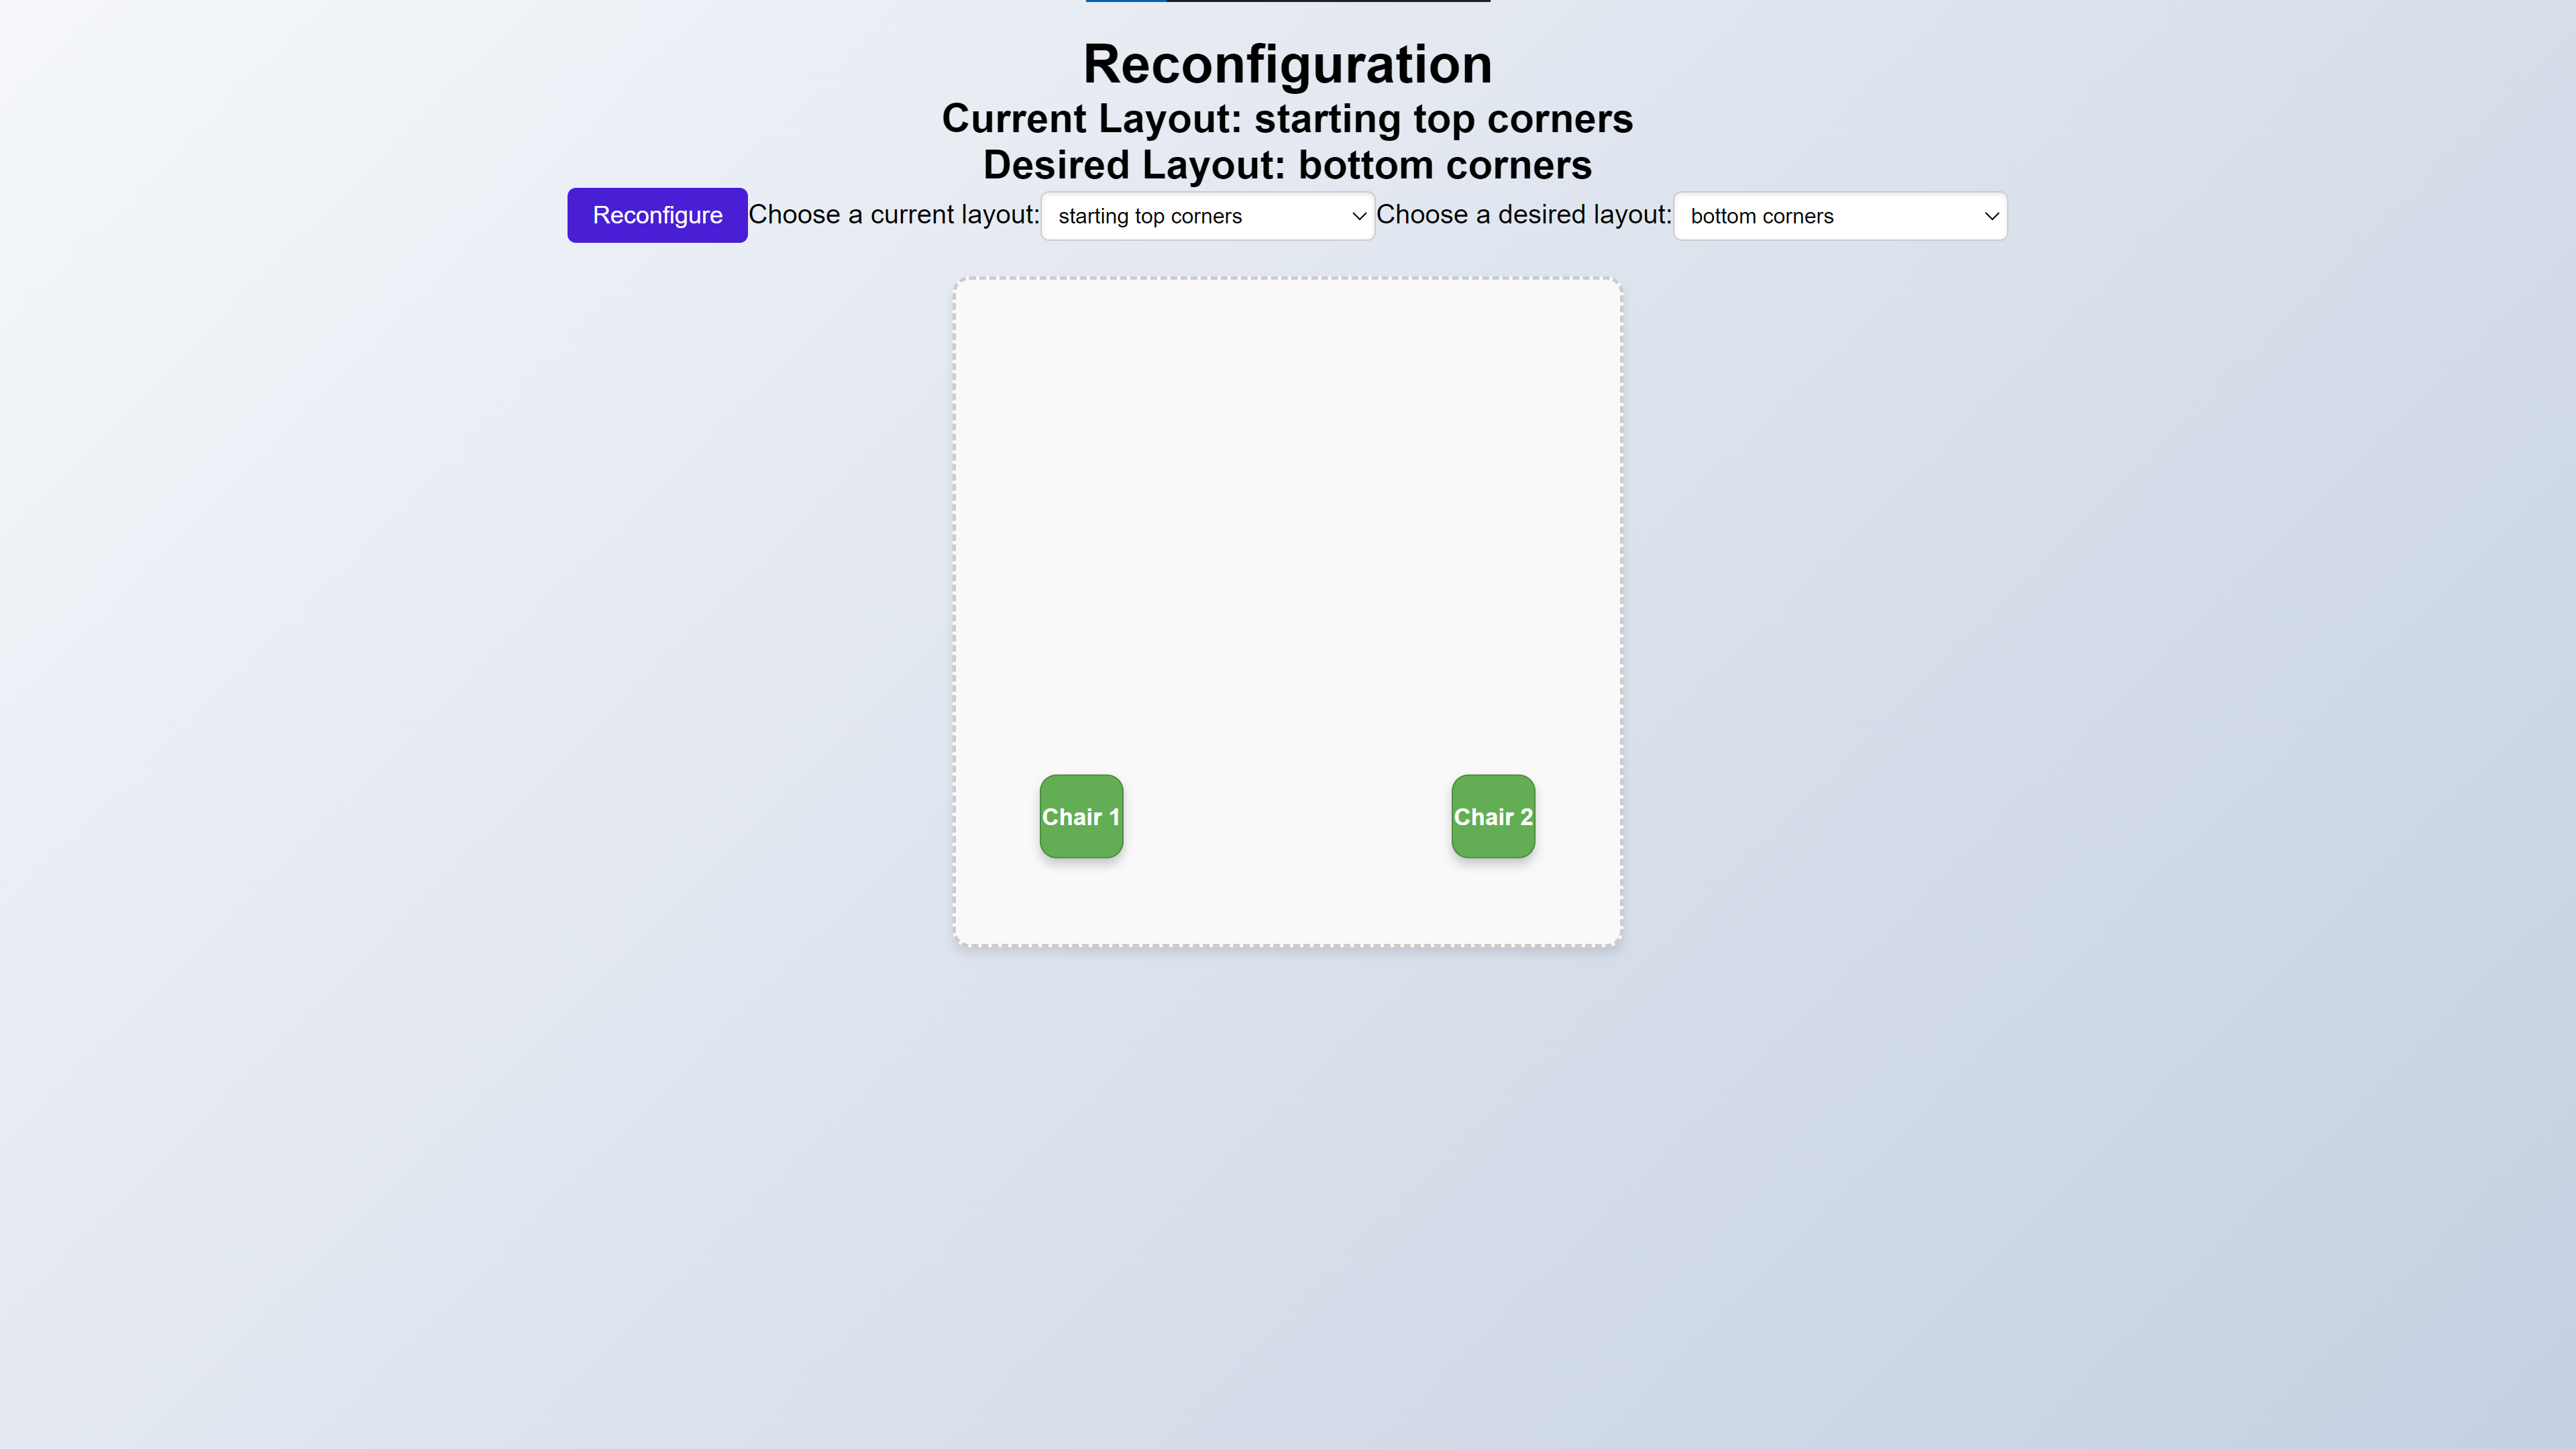 Reconfiguration
Current Layout: starting top corners
Desired Layout: bottom corners
Reconfigure Choose a current layout: starting top corners Choose a desired layout: bottom corners
Chair 1 Chair 2